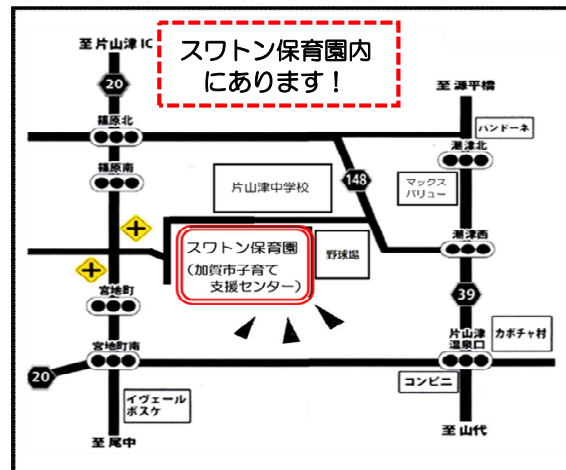 スワトン保育園内
にあります！
至 片山津 IC
20
至 源平橋
篠原北
バンドーネ
潮津北
篠原南
片山津中学校
148
マックス
バリュー
スワトン保育園
（加賀市子育て
支援センター）
野球場
潮津西
宮地町
39
宮地町南
片山津
温泉口
カボチャ村
20
コンビニ
イヴェール
ボスケ
至 尾中
至 山代